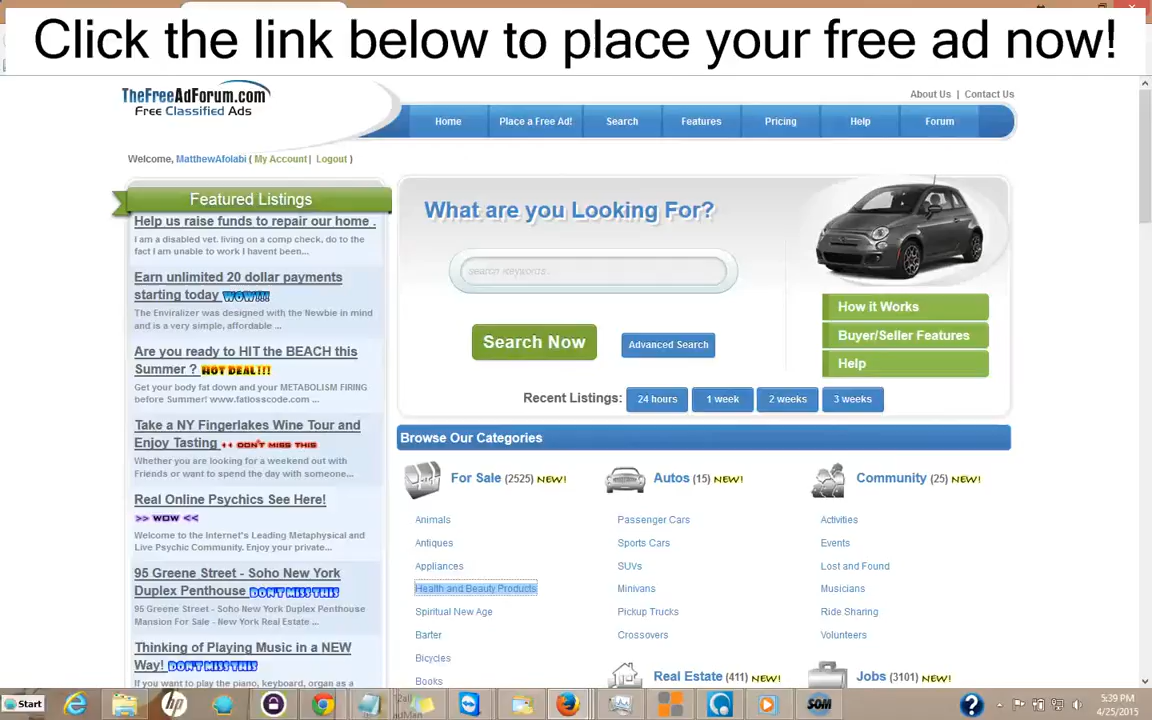 Click the link below to place your free ad now!
TheFreeAdForum.com
Free Classified Ads
About Us | Contact Us
Home Place a Free Ad! Search Features Pricing Help Forum
Welcome, MatthewAfolabi ( My Account | Logout )
Featured Listings
Help us raise funds to repair our home .
I am a disabled vet. living on a comp check, do to the
fact I am unable to work I havent been...
Earn unlimited 20 dollar payments
starting today WOW!!!
The Enviralizer was designed with the Newbie in mind
and is a very simple, affordable ...
Are you ready to HIT the BEACH this
Summer ? HOT DEAL!!!
Get your body fat down and your METABOLISM FIRING
before Summer! www.fatlosscode.com ...
Take a NY Fingerlakes Wine Tour and
Enjoy Tasting DON'T MISS THIS
Whether you are looking for a weekend out with
Friends or want to spend the day with someone...
Real Online Psychics See Here!
>> WOW <<
Welcome to the Internet's Leading Metaphysical and
Live Psychic Community. Enjoy your private...
95 Greene Street - Soho New York
Duplex Penthouse DON'T MISS THIS
95 Greene Street - Soho New York Duplex Penthouse
Mansion For Sale - New York Real Estate ...
Thinking of Playing Music in a NEW
Way! DON'T MISS THIS
If you want to play the piano, keyboard, organ as a
What are you Looking For?
search keywords..
Search Now Advanced Search
How it Works
Buyer/Seller Features
Help
Recent Listings: 24 hours 1 week 2 weeks 3 weeks
Browse Our Categories
For Sale (2525) NEW!
Animals
Antiques
Appliances
Health and Beauty Products
Spiritual New Age
Barter
Bicycles
Books
Autos (15) NEW!
Passenger Cars
Sports Cars
SUVs
Minivans
Pickup Trucks
Crossovers
Real Estate (411) NEW!
Community (25) NEW!
Activities
Events
Lost and Found
Musicians
Ride Sharing
Volunteers
Jobs (3101) NEW!
Start
hp
SOM
5:39 PM
4/25/2015